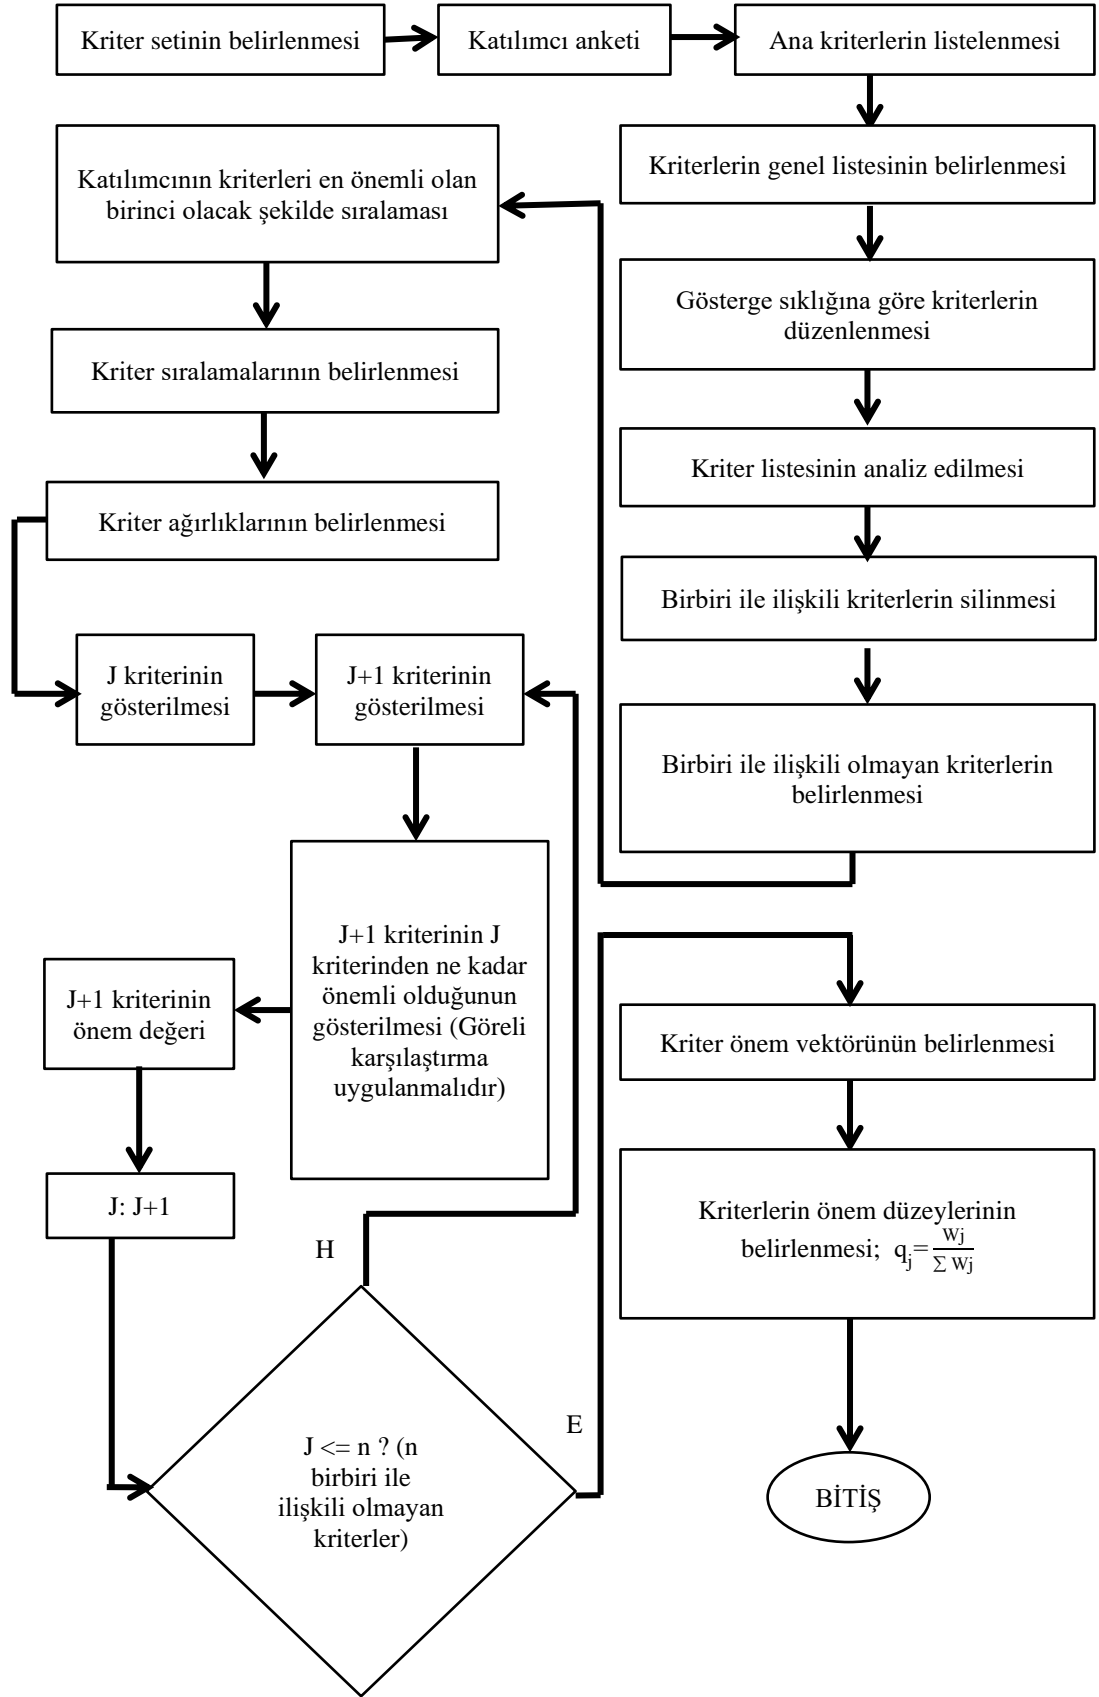 Kriter setinin belirlenmesi
Katılımcı anketi
Ana kriterlerin listelenmesi
Kriterlerin genel listesinin belirlenmesi
Gösterge sıklığına göre kriterlerin
düzenlenmesi
Kriter listesinin analiz edilmesi
Birbiri ile ilişkili kriterlerin silinmesi
Birbiri ile ilişkili olmayan kriterlerin
belirlenmesi
Katılımcının kriterleri en önemli olan
birinci olacak şekilde sıralaması
Kriter sıralamalarının belirlenmesi
Kriter ağırlıklarının belirlenmesi
J kriterinin
gösterilmesi
J+1 kriterinin
gösterilmesi
J+1 kriterinin J
kriterinden ne kadar
önemli olduğunun
gösterilmesi (Göreli
karşılaştırma
uygulanmalıdır)
J+1 kriterinin
önem değeri
J: J+1
H
J <= n ? (n
birbiri ile
ilişkili olmayan
kriterler)
E
Kriter önem vektörünün belirlenmesi
Kriterlerin önem düzeylerinin
belirlenmesi; qj= Wj / ∑ Wj
BİTİŞ